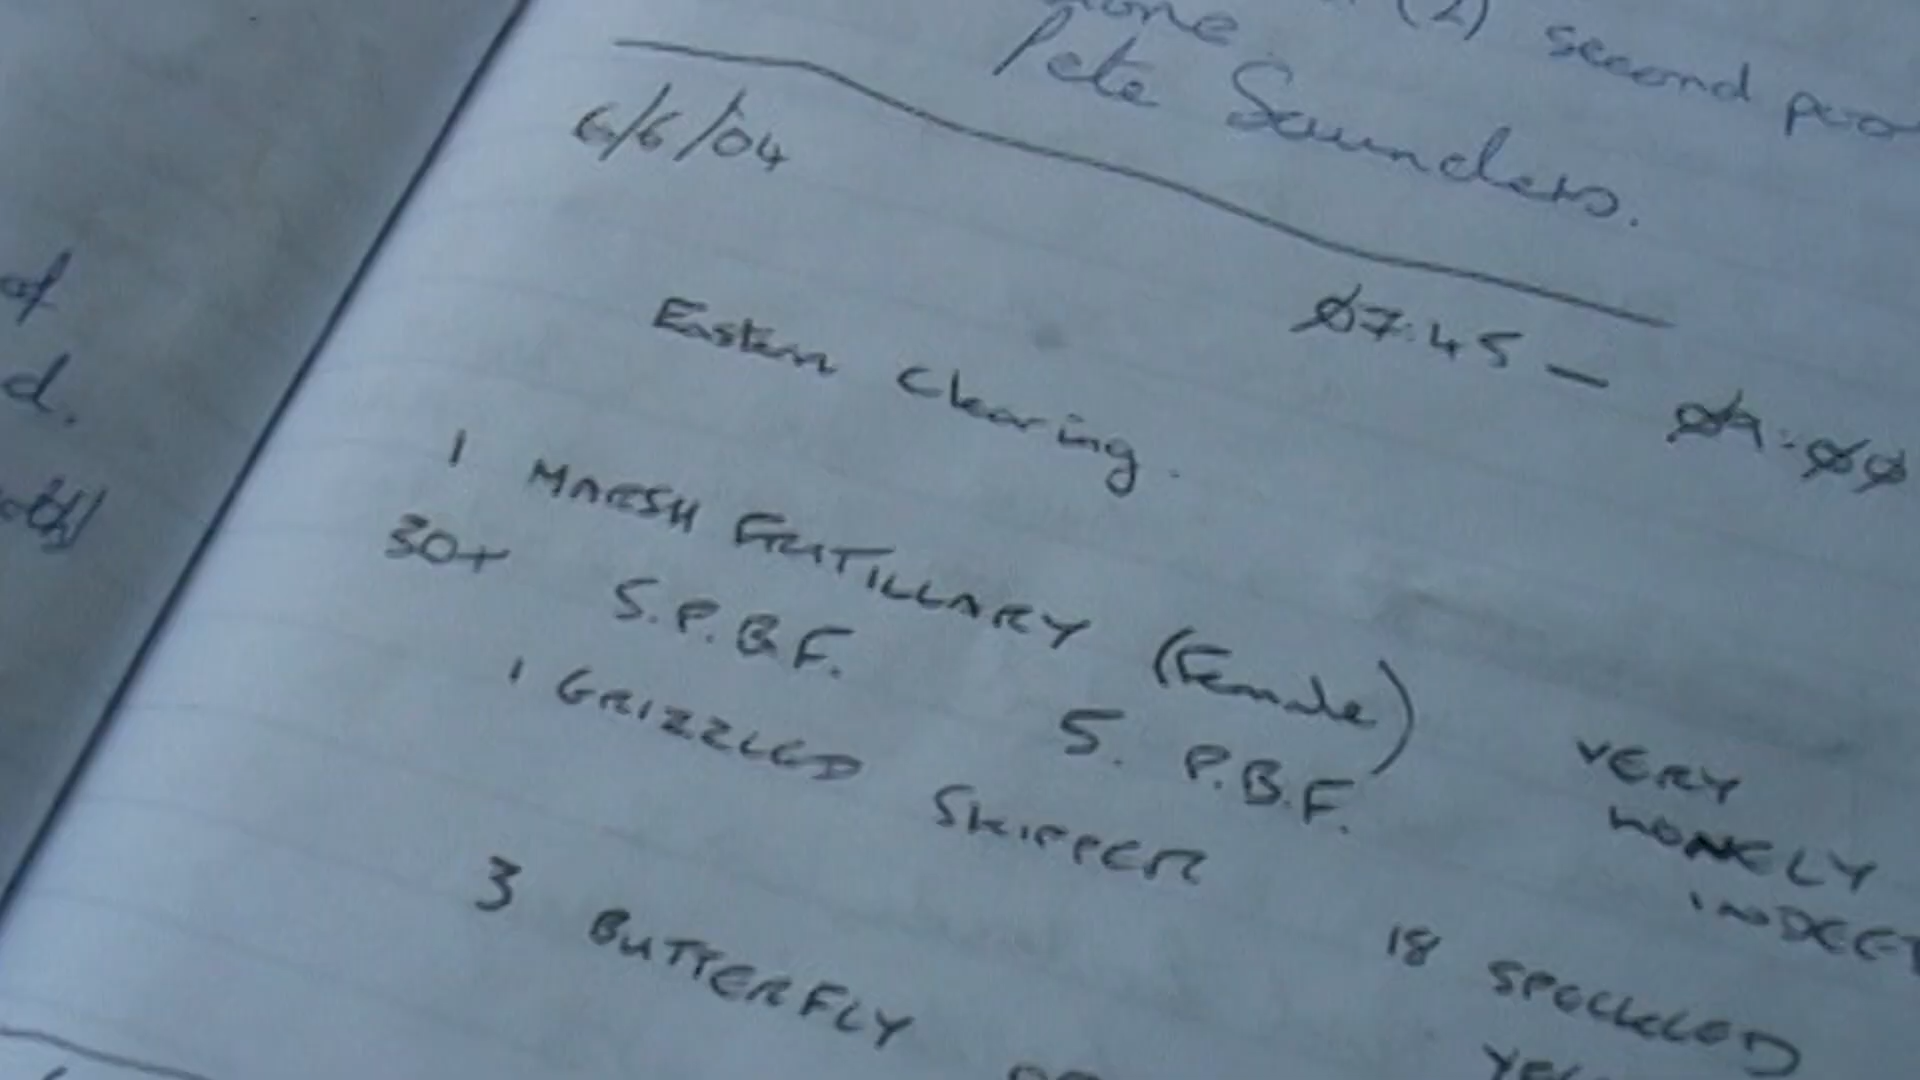 (2) second
Pete Saunders.
6/6/04
07:45 — 09:00
Eastern Clearing.
1 MARSH FRITILLARY (Female)
30+ S.P.B.F. 5. P.B.F.
VERY
1 GRIZZLED SKIPPER
3 BUTTERFLY
18 SPECKLED
of
d.